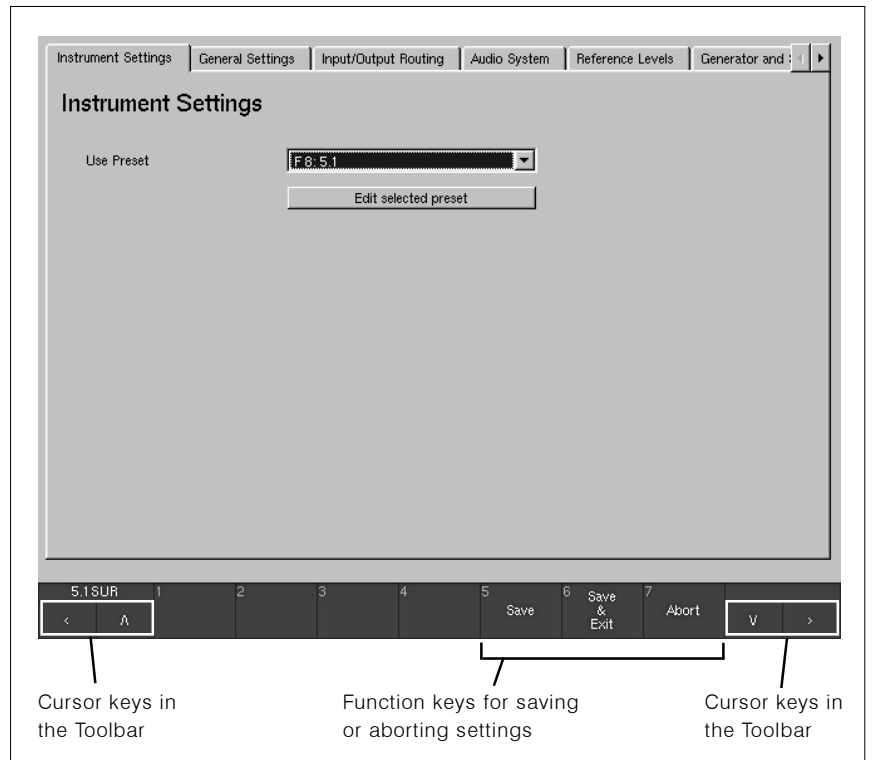 Instrument Settings General Settings Input/Output Routing Audio System Reference Levels Generator and
Instrument Settings
Use Preset F 8: 5.1
Edit selected preset
5.1SUR 1 2 3 4 5 Save 6 Save & Exit 7 Abort
< Λ V >
Cursor keys in
the Toolbar
Function keys for saving
or aborting settings
Cursor keys in
the Toolbar